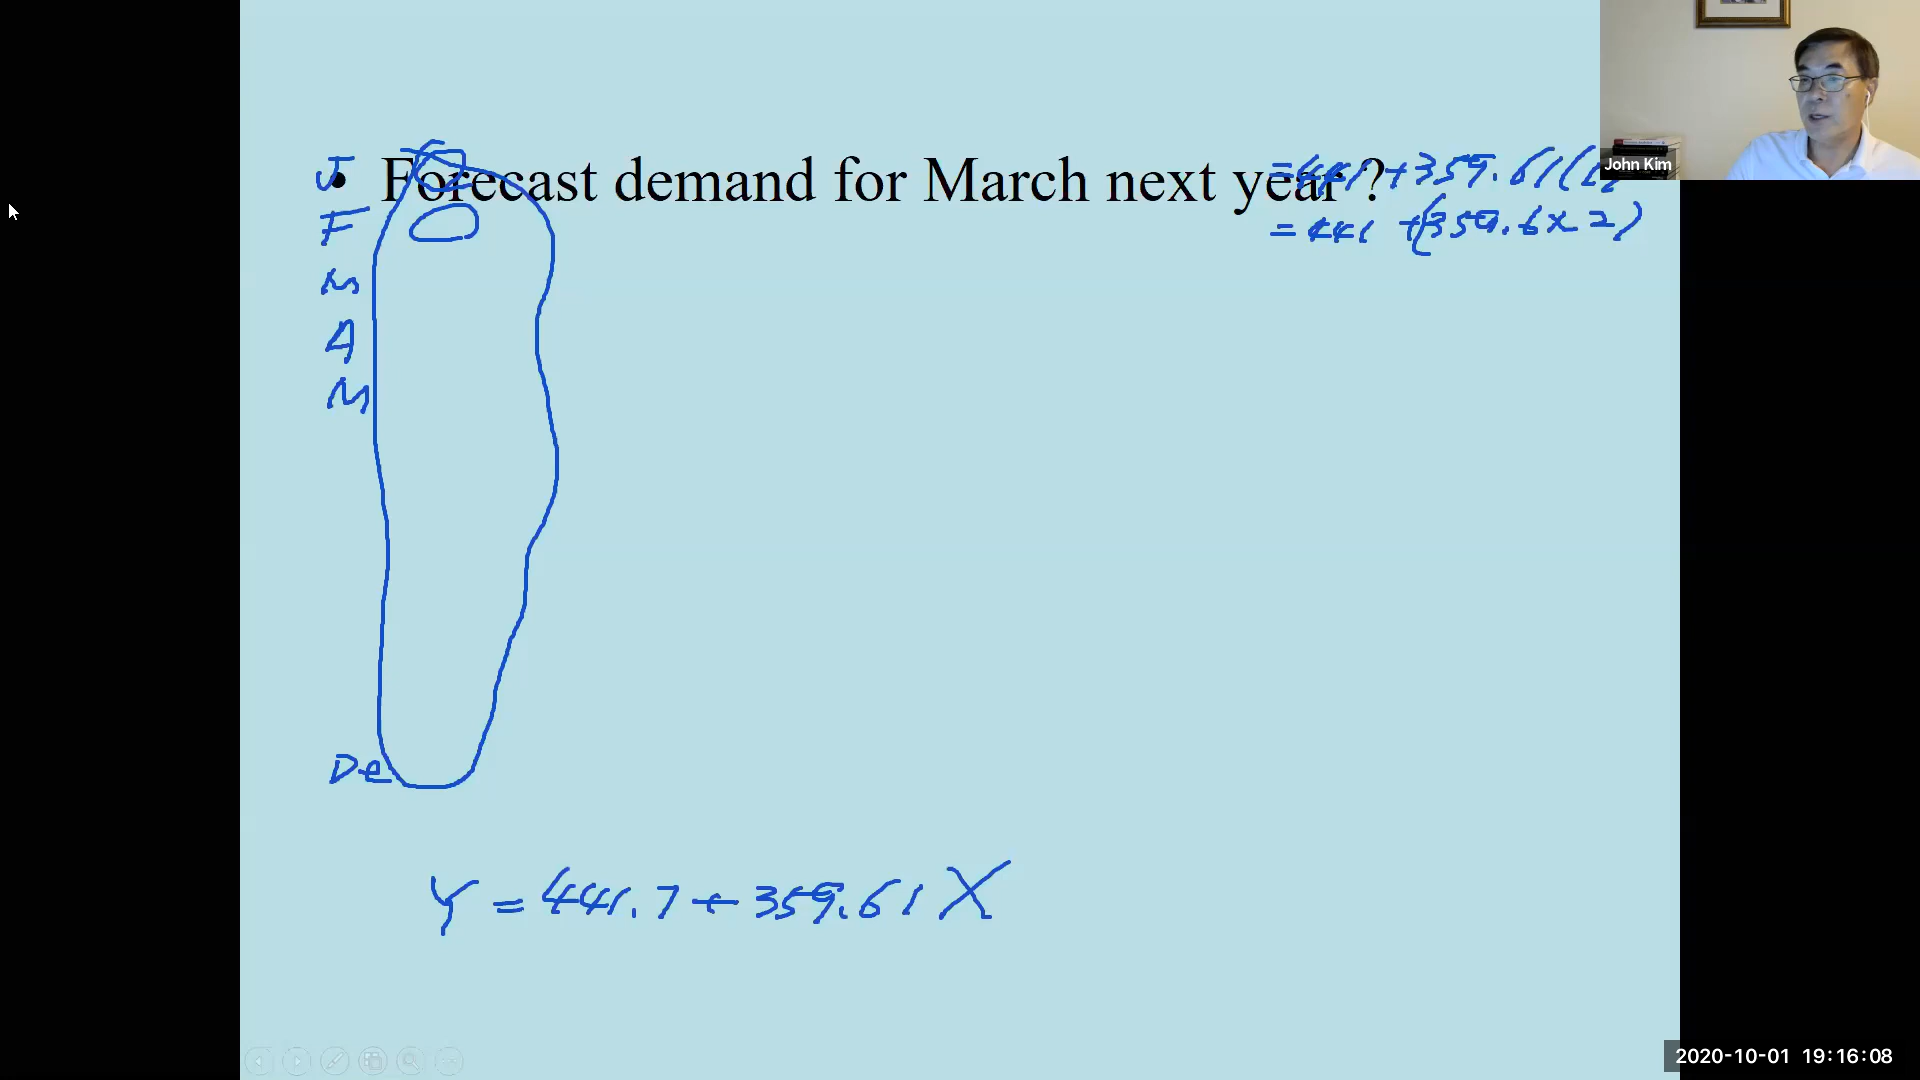 John Kim
• Forecast demand for March next year ?
= 441 + 359.61(
= 441 + (359.6 x 2)
J
F
M
A
M
De
Y = 441.7 + 359.61 X
2020-10-01 19:16:08